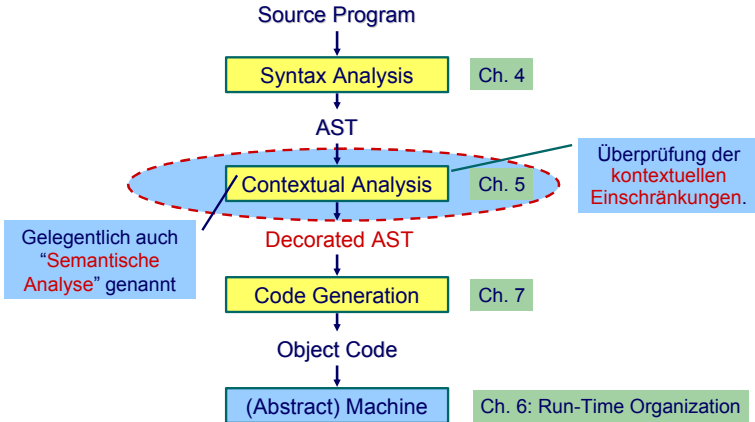 Source Program
Syntax Analysis
Ch. 4
AST
Überprüfung der
kontextuellen
Einschränkungen.
Contextual Analysis
Ch. 5
Gelegentlich auch
“Semantische
Analyse” genannt
Decorated AST
Code Generation
Ch. 7
Object Code
(Abstract) Machine
Ch. 6: Run-Time Organization